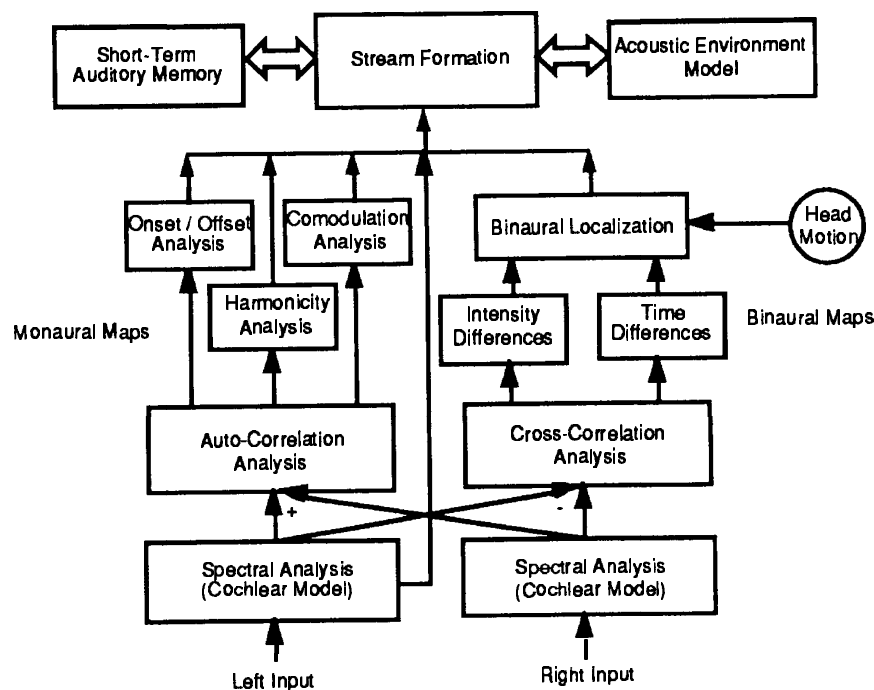 Short-Term
Auditory Memory
Stream Formation
Acoustic Environment
Model
Onset / Offset
Analysis
Comodulation
Analysis
Binaural Localization
Head
Motion
Harmonicity
Analysis
Intensity
Differences
Time
Differences
Monaural Maps
Binaural Maps
Auto-Correlation
Analysis
Cross-Correlation
Analysis
+
-
Spectral Analysis
(Cochlear Model)
Spectral Analysis
(Cochlear Model)
Left Input
Right Input